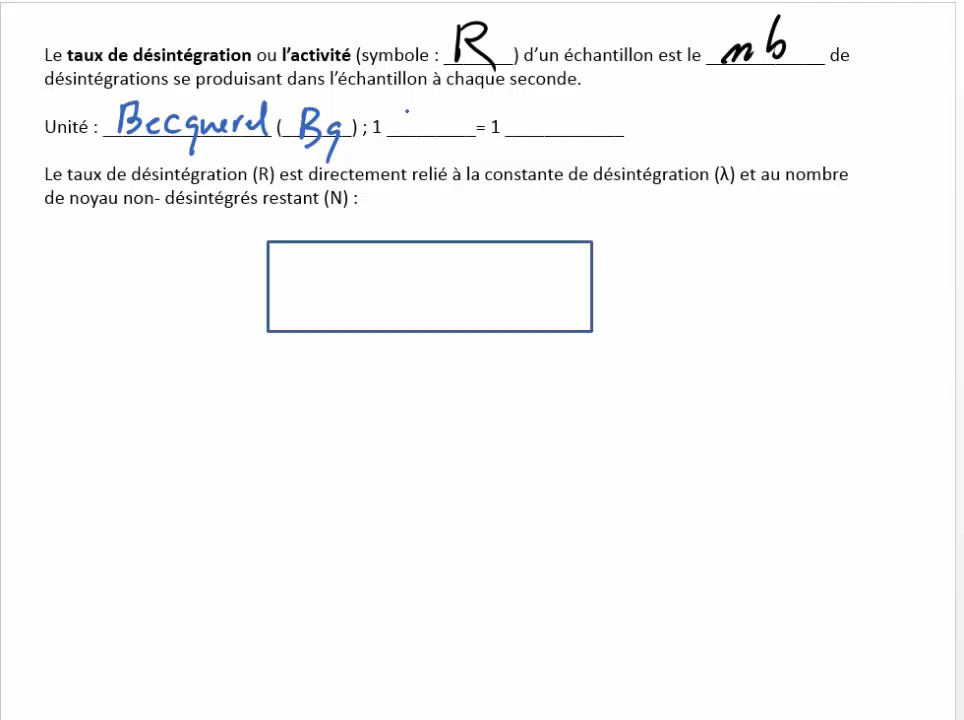 Le taux de désintégration ou l'activité (symbole : R) d'un échantillon est le nb de
désintégrations se produisant dans l'échantillon à chaque seconde.
Unité : Becquerel (Bq) ; 1 _________= 1 ____________
Le taux de désintégration (R) est directement relié à la constante de désintégration (λ) et au nombre
de noyau non- désintégrés restant (N) :